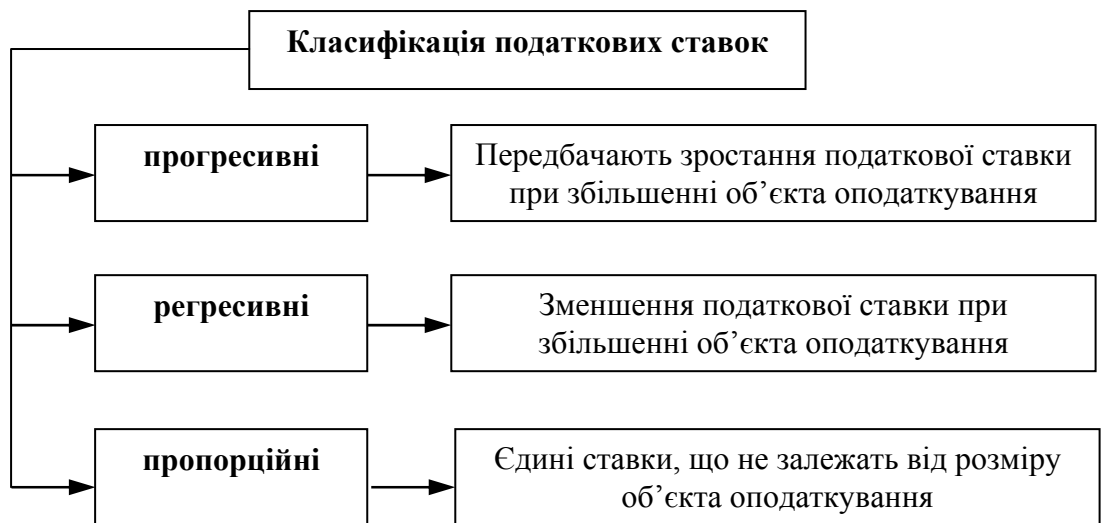 Класифікація податкових ставок
прогресивні
Передбачають зростання податкової ставки
при збільшенні об’єкта оподаткування
регресивні
Зменшення податкової ставки при
збільшенні об’єкта оподаткування
пропорційні
Єдині ставки, що не залежать від розміру
об’єкта оподаткування